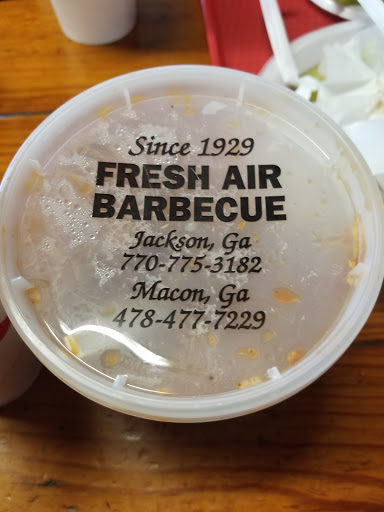 Since 1929
FRESH AIR
BARBECUE
Jackson, Ga
770-775-3182
Macon, Ga
478-477-7229